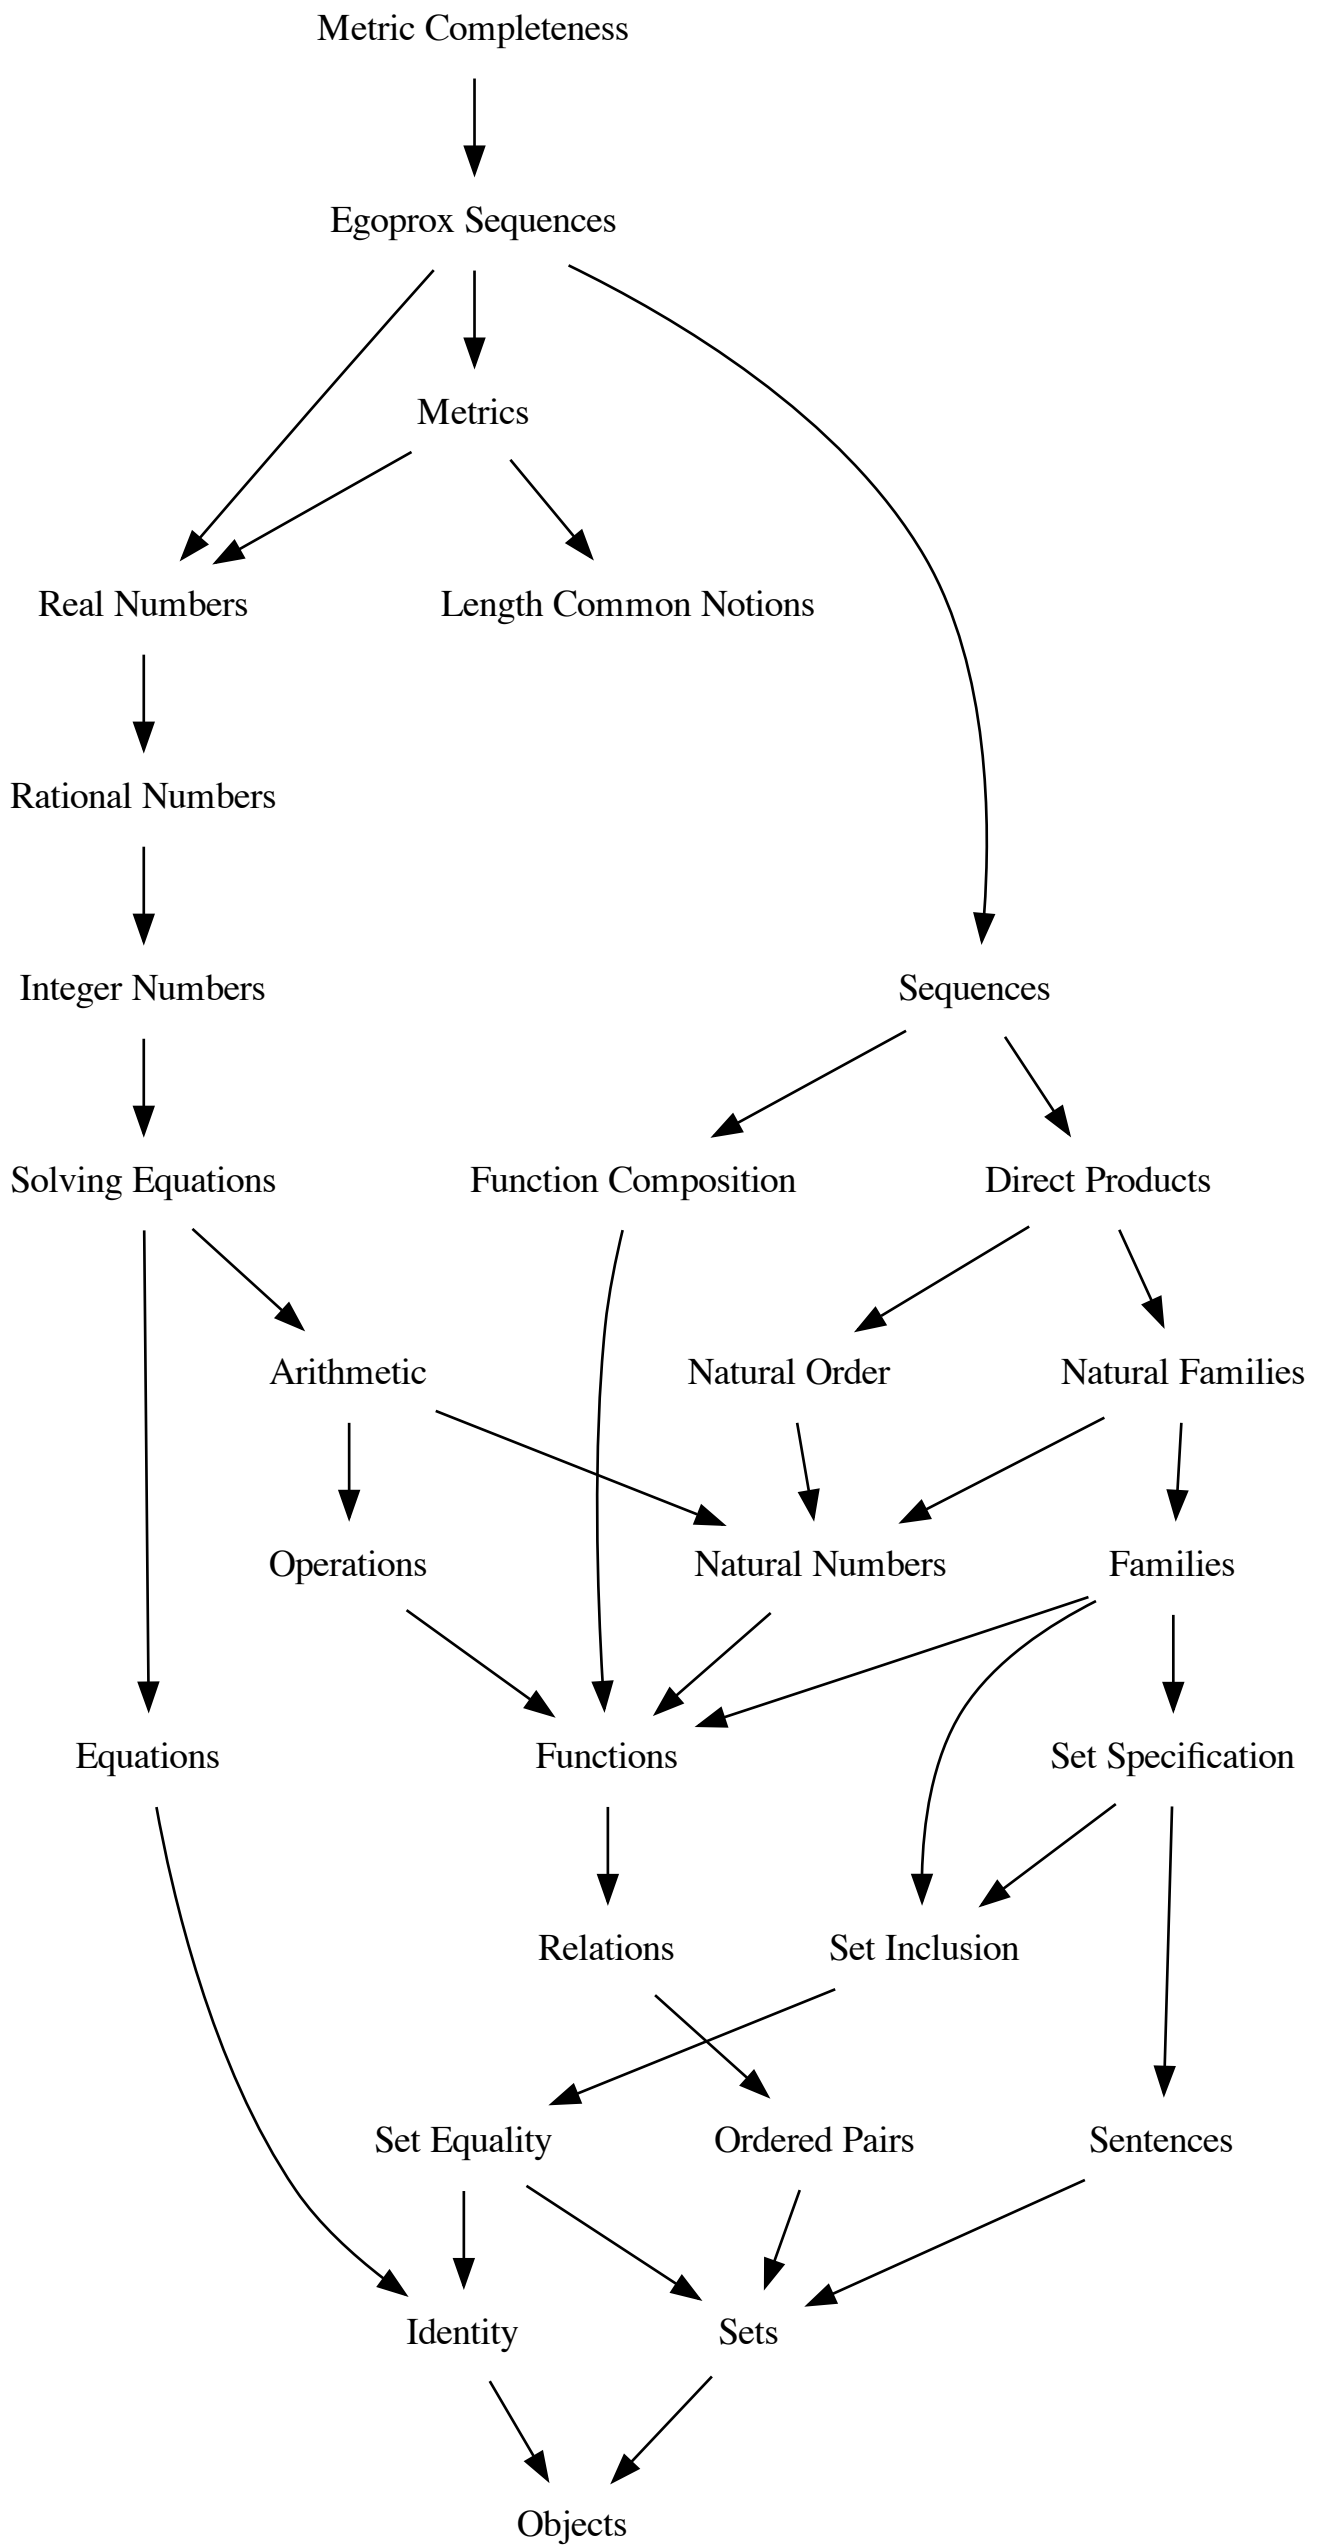 Metric Completeness
Egoprox Sequences
Metrics
Real Numbers
Length Common Notions
Rational Numbers
Integer Numbers
Sequences
Solving Equations
Function Composition
Direct Products
Arithmetic
Natural Order
Natural Families
Operations
Natural Numbers
Families
Equations
Functions
Set Specification
Relations
Set Inclusion
Set Equality
Ordered Pairs
Sentences
Identity
Sets
Objects